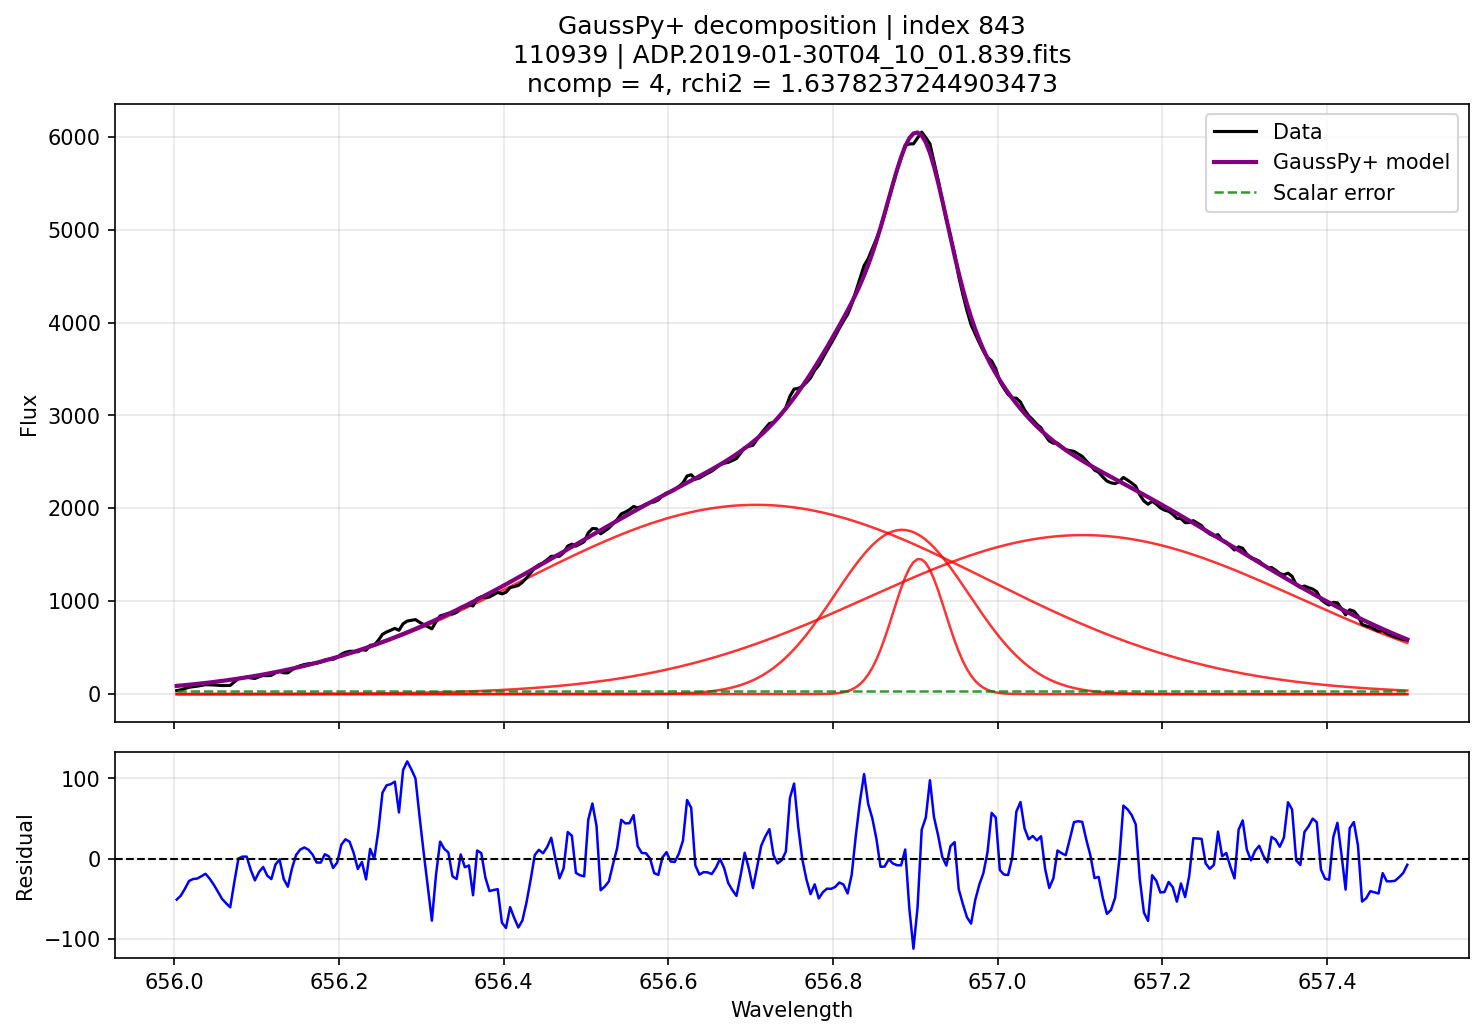 GaussPy+ decomposition | index 843
110939 | ADP.2019-01-30T04_10_01.839.fits
ncomp = 4, rchi2 = 1.6378237244903473
Data
GaussPy+ model
Scalar error
Flux
6000
5000
4000
3000
2000
1000
0
Residual
100
0
−100
656.0 656.2 656.4 656.6 656.8 657.0 657.2 657.4
Wavelength